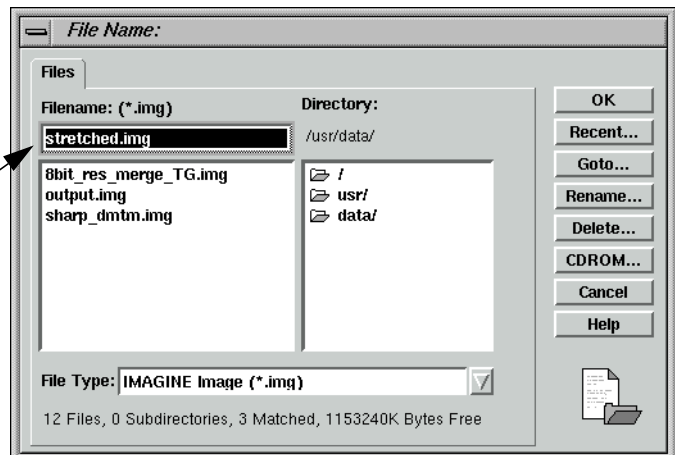 File Name:
Files
Filename: (*.img)
stretched.img
8bit_res_merge_TG.img
output.img
sharp_dmtm.img
Directory:
/usr/data/
/
usr/
data/
File Type: IMAGINE Image (*.img)
12 Files, 0 Subdirectories, 3 Matched, 1153240K Bytes Free
OK
Recent...
Goto...
Rename...
Delete...
CDROM...
Cancel
Help